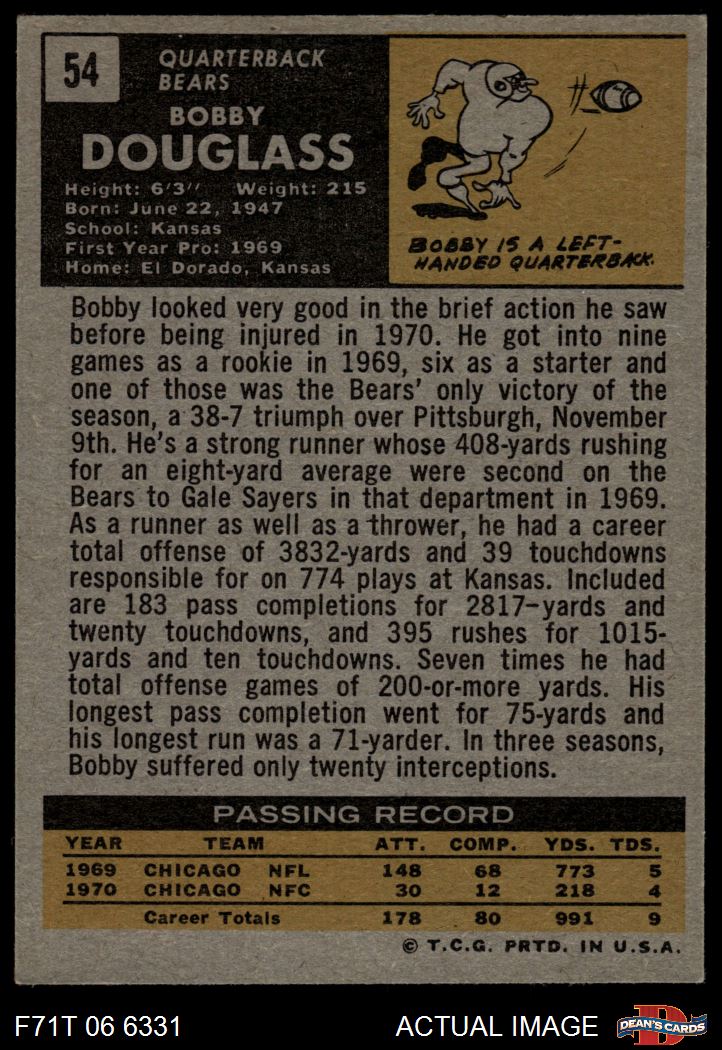 54
QUARTERBACK
BEARS
BOBBY
DOUGLASS
Height: 6'3" Weight: 215
Born: June 22, 1947
School: Kansas
First Year Pro: 1969
Home: El Dorado, Kansas
#
BOBBY IS A LEFT-
HANDED QUARTERBACK.
Bobby looked very good in the brief action he saw
before being injured in 1970. He got into nine
games as a rookie in 1969, six as a starter and
one of those was the Bears' only victory of the
season, a 38-7 triumph over Pittsburgh, November
9th. He's a strong runner whose 408-yards rushing
for an eight-yard average were second on the
Bears to Gale Sayers in that department in 1969.
As a runner as well as a thrower, he had a career
total offense of 3832-yards and 39 touchdowns
responsible for on 774 plays at Kansas. Included
are 183 pass completions for 2817-yards and
twenty touchdowns, and 395 rushes for 1015-
yards and ten touchdowns. Seven times he had
total offense games of 200-or-more yards. His
longest pass completion went for 75-yards and
his longest run was a 71-yarder. In three seasons,
Bobby suffered only twenty interceptions.
PASSING RECORD
YEAR TEAM ATT. COMP. YDS. TDS.
1969 CHICAGO NFL 148 68 773 5
1970 CHICAGO NFC 30 12 218 4
Career Totals 178 80 991 9
© T.C.G. PRTD. IN U.S.A.
F71T 06 6331 ACTUAL IMAGE
D
DEAN'S CARDS